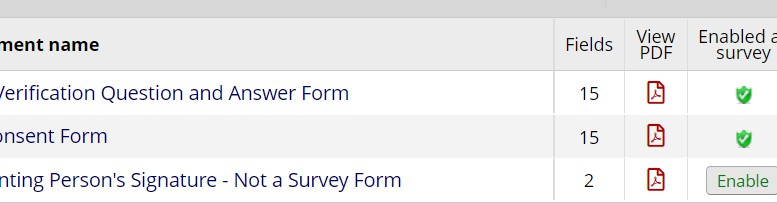 ment name
Fields
View
PDF
Enabled a
survey
Verification Question and Answer Form
15
onsent Form
15
nting Person's Signature - Not a Survey Form
2
Enable